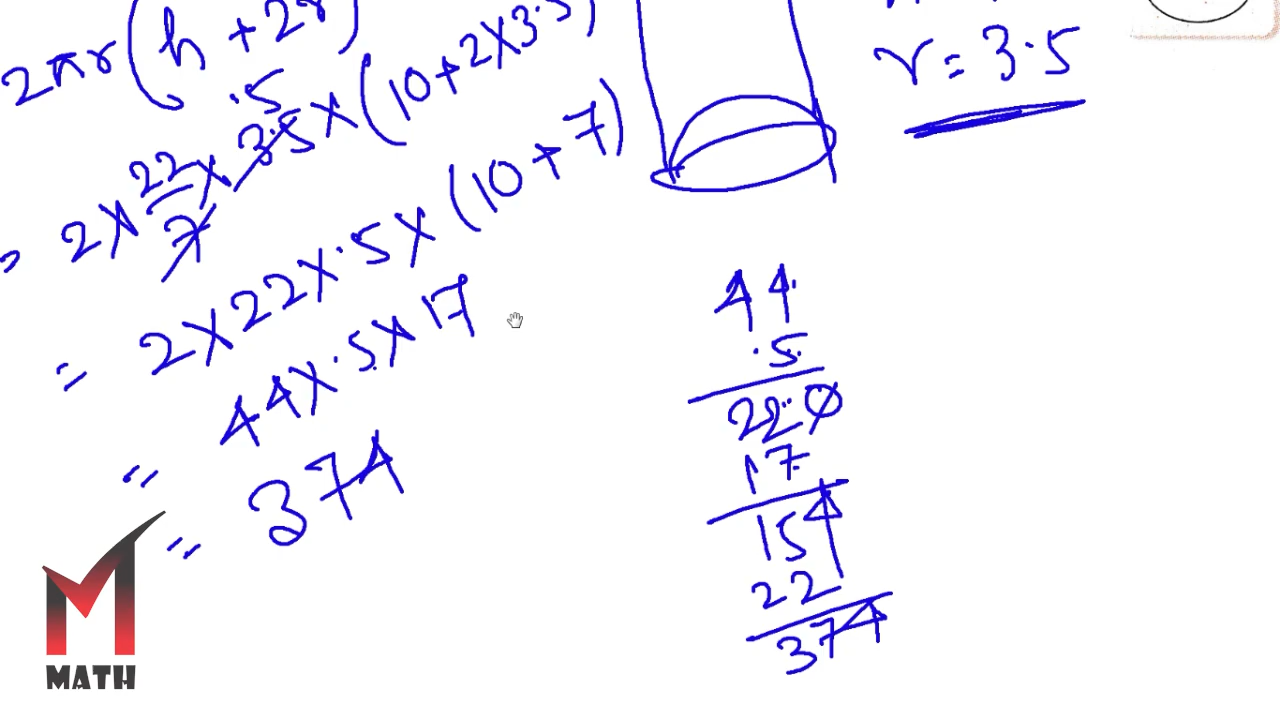 2πr(h + 2r)
= 2 × 22/7 × 3.5 × (10 + 2×3.5)
.5
= 2 × 22 × .5 × (10 + 7)
= 44 × .5 × 17
= 374
r = 3.5
44
.5
22.0
17
154
22
374
MATH